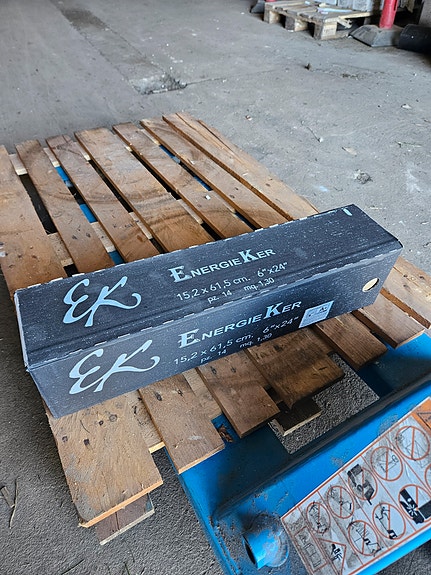 EK
ENERGIEKER
15,2 x 61,5 cm. 6"x24"
pz. 14 mq. 1,30
EK
ENERGIEKER
15,2 x 61,5 cm. 6"x24"
pz. 14 mq. 1,30